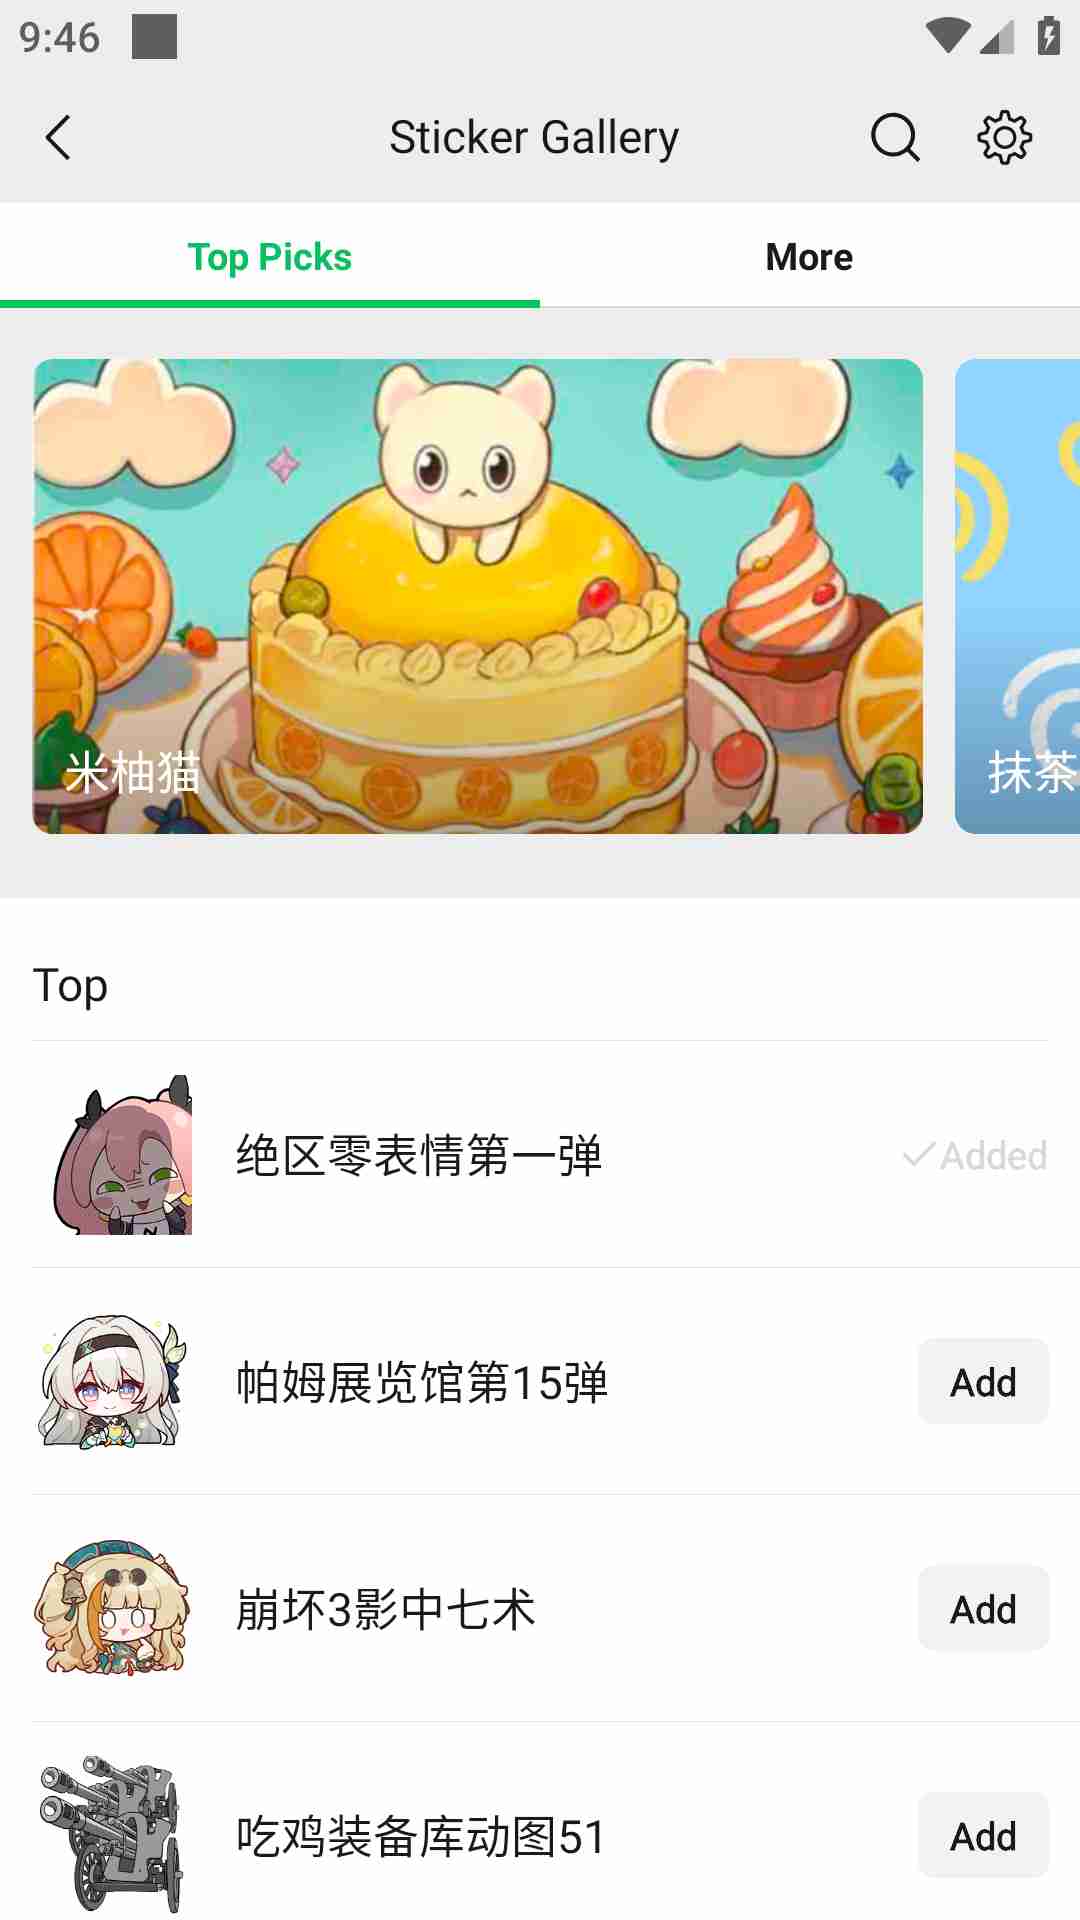 9:46
Sticker Gallery
Top Picks
More
米柚猫
抹茶
Top
绝区零表情第一弹
Added
帕姆展览馆第15弹
Add
崩坏3影中七术
Add
吃鸡装备库动图51
Add